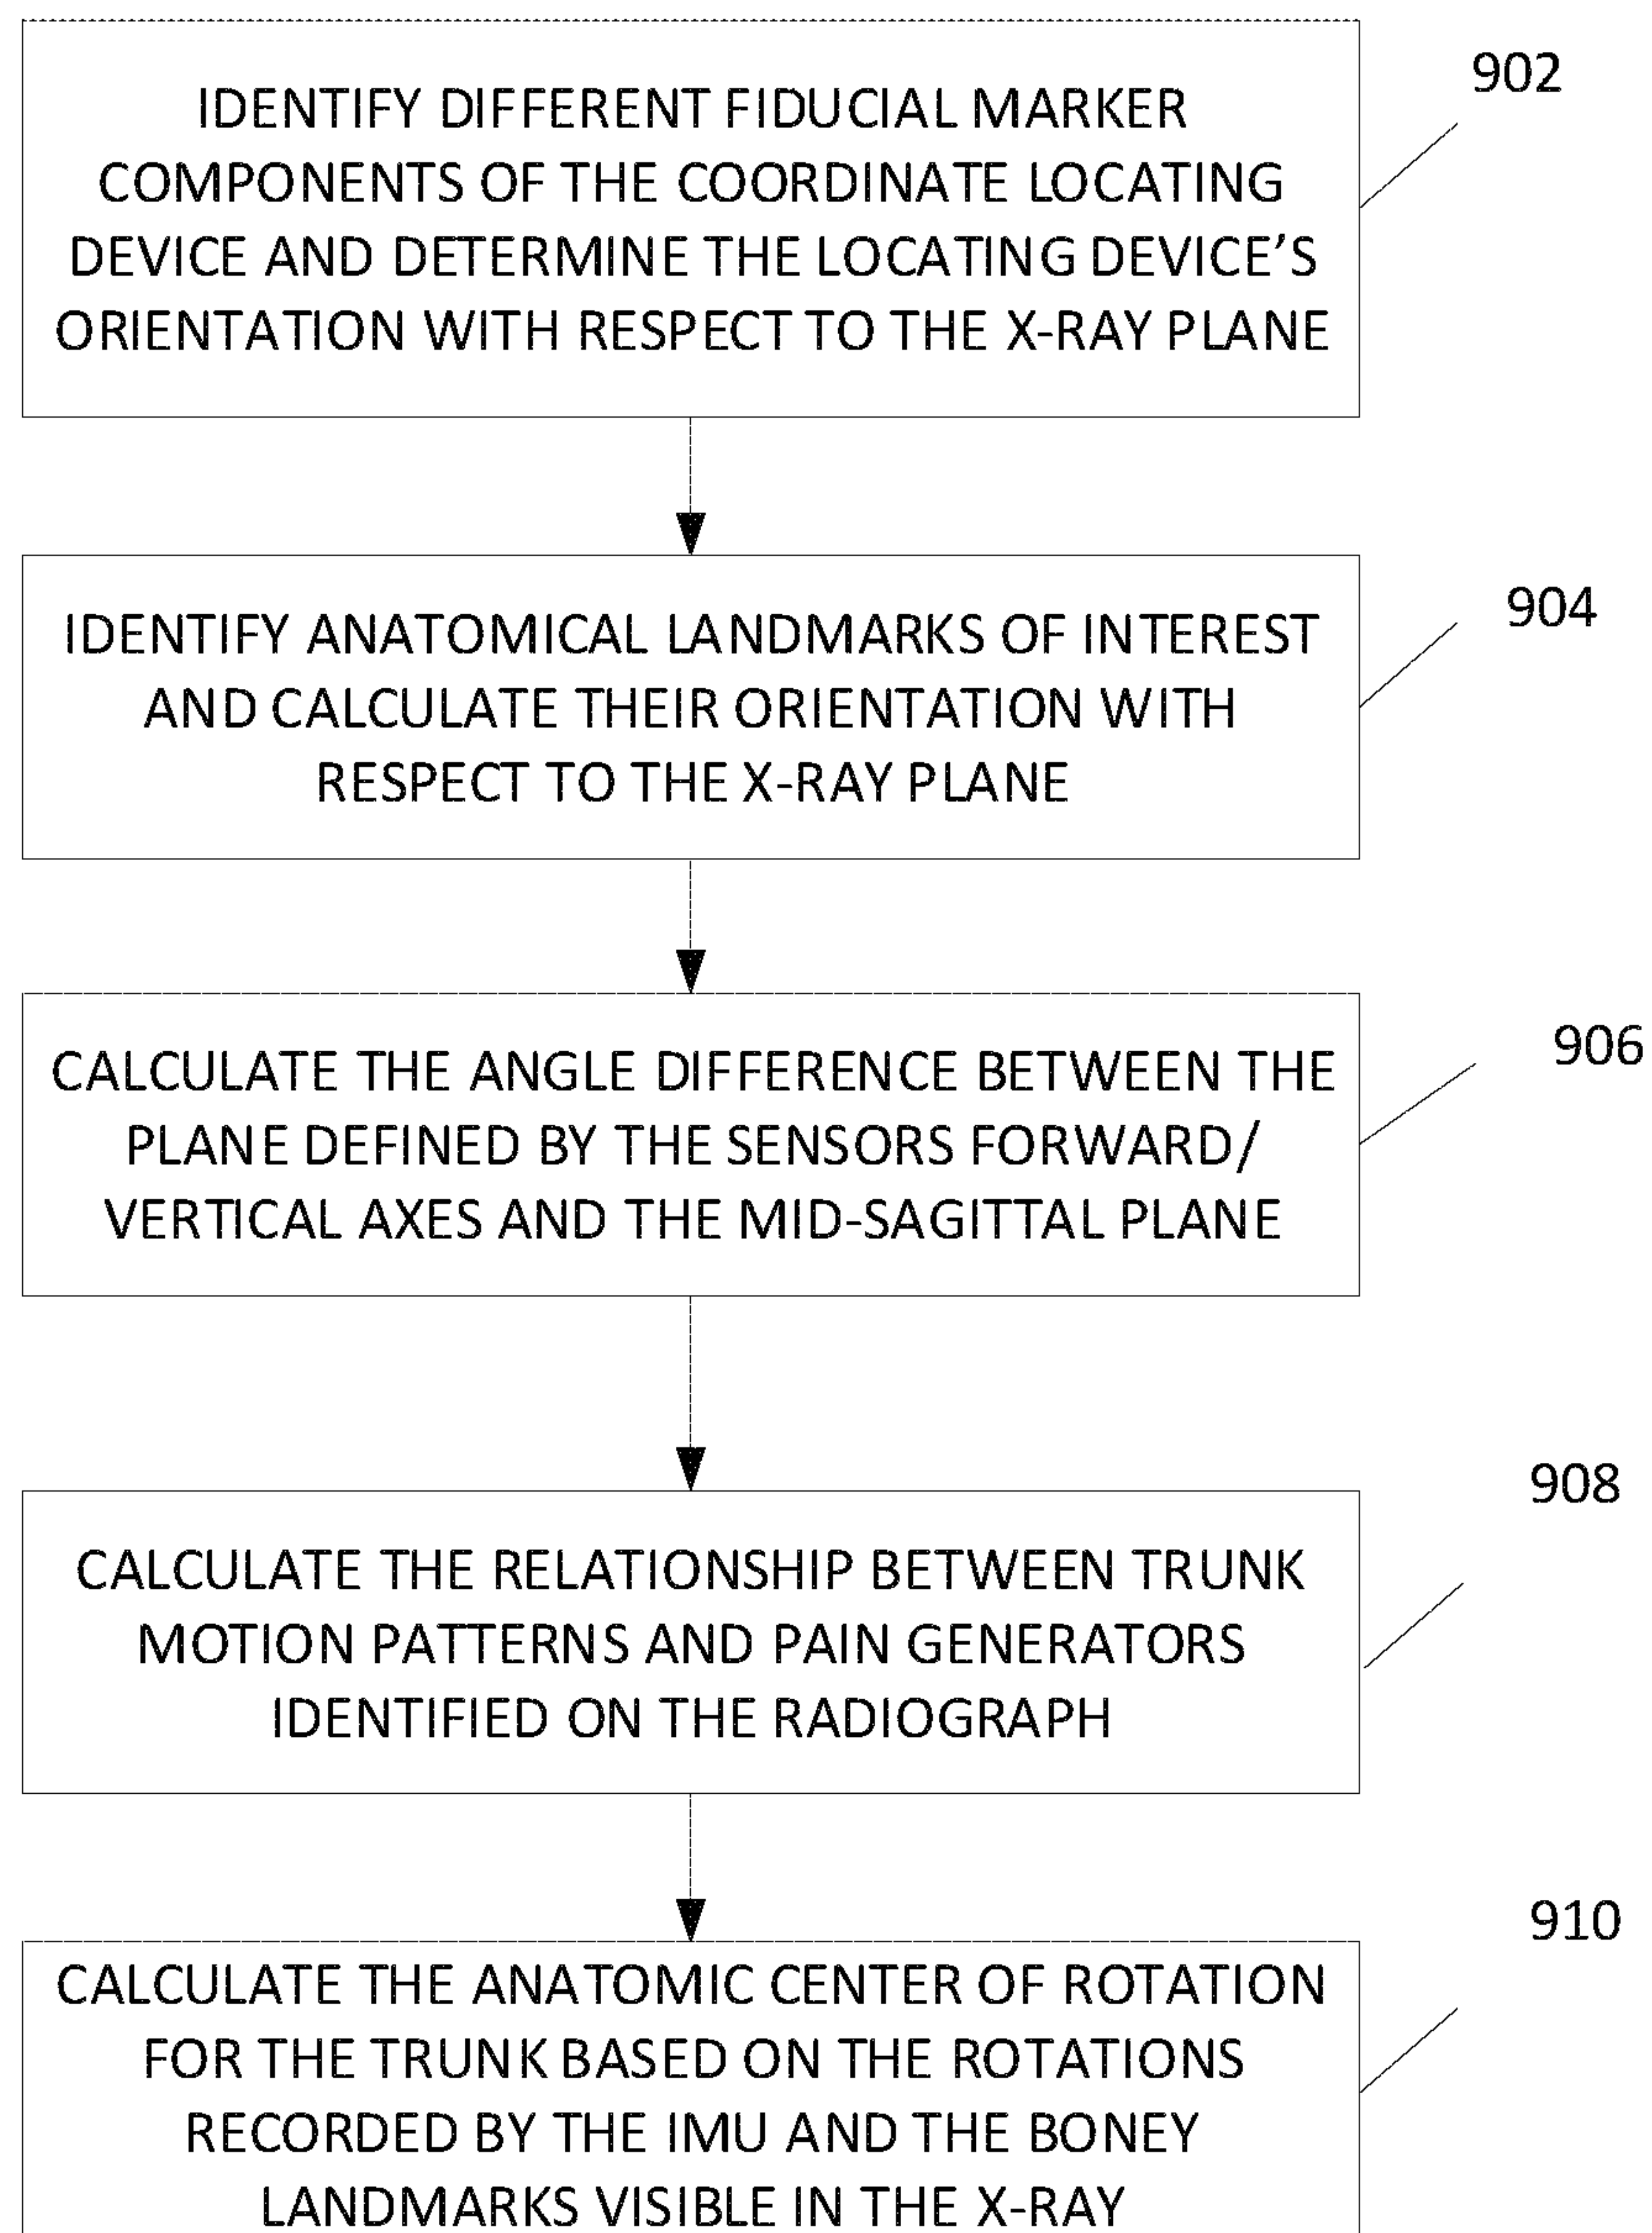 902
IDENTIFY DIFFERENT FIDUCIAL MARKER
COMPONENTS OF THE COORDINATE LOCATING
DEVICE AND DETERMINE THE LOCATING DEVICE’S
ORIENTATION WITH RESPECT TO THE X-RAY PLANE
904
IDENTIFY ANATOMICAL LANDMARKS OF INTEREST
AND CALCULATE THEIR ORIENTATION WITH
RESPECT TO THE X-RAY PLANE
906
CALCULATE THE ANGLE DIFFERENCE BETWEEN THE
PLANE DEFINED BY THE SENSORS FORWARD/
VERTICAL AXES AND THE MID-SAGITTAL PLANE
908
CALCULATE THE RELATIONSHIP BETWEEN TRUNK
MOTION PATTERNS AND PAIN GENERATORS
IDENTIFIED ON THE RADIOGRAPH
910
CALCULATE THE ANATOMIC CENTER OF ROTATION
FOR THE TRUNK BASED ON THE ROTATIONS
RECORDED BY THE IMU AND THE BONEY
LANDMARKS VISIBLE IN THE X-RAY